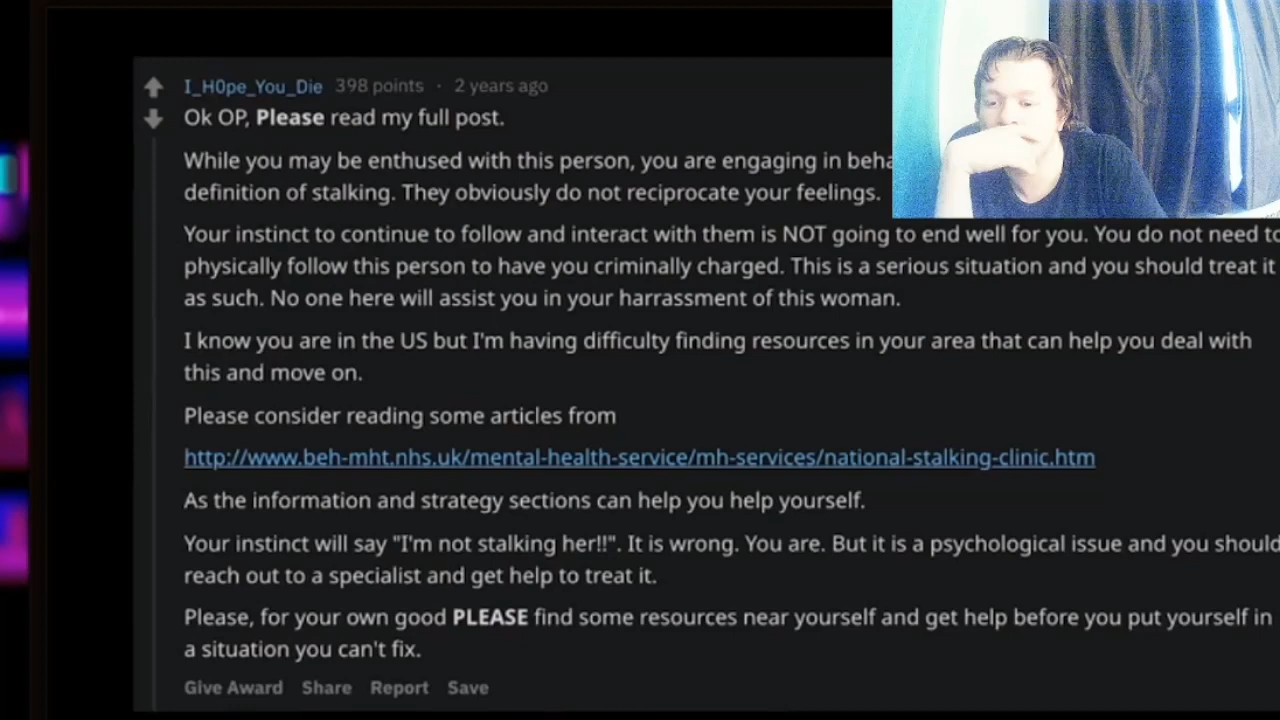 I_H0pe_You_Die 398 points · 2 years ago
Ok OP, Please read my full post.
While you may be enthused with this person, you are engaging in
definition of stalking. They obviously do not reciprocate your feelings.
Your instinct to continue to follow and interact with them is NOT going to end well for you. You do not need
physically follow this person to have you criminally charged. This is a serious situation and you should treat it
as such. No one here will assist you in your harrassment of this woman.
I know you are in the US but I'm having difficulty finding resources in your area that can help you deal with
this and move on.
Please consider reading some articles from
http://www.beh-mht.nhs.uk/mental-health-service/mh-services/national-stalking-clinic.htm
As the information and strategy sections can help you help yourself.
Your instinct will say "I'm not stalking her!!". It is wrong. You are. But it is a psychological issue and you should
reach out to a specialist and get help to treat it.
Please, for your own good PLEASE find some resources near yourself and get help before you put yourself in
a situation you can't fix.
Give Award Share Report Save